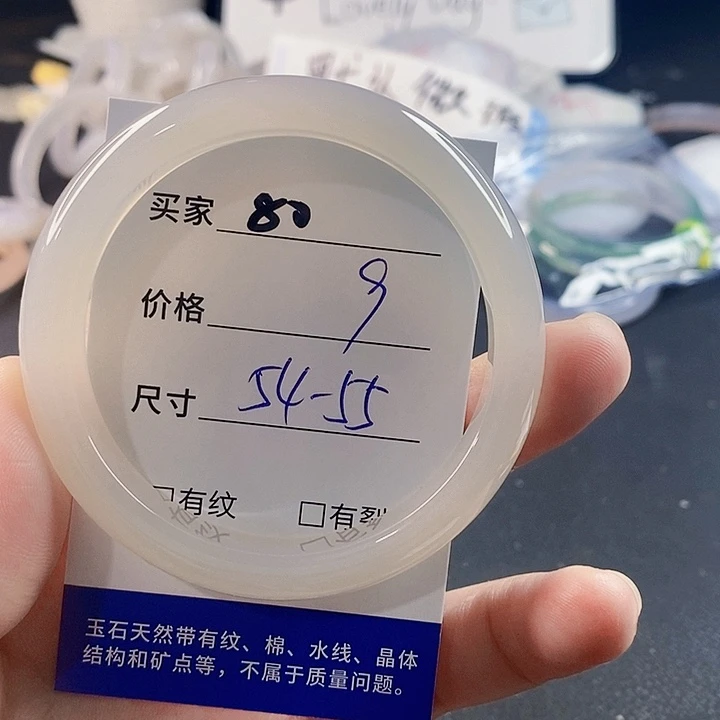 Lovely Day
买家 80
价格 9
尺寸 54-55
□有纹 □有裂
玉石天然带有纹、棉、水线、晶体
结构和矿点等，不属于质量问题。